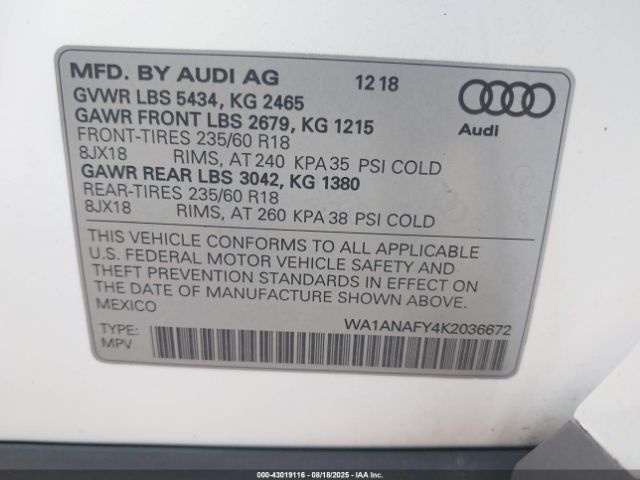 MFD. BY AUDI AG 12 18
GVWR LBS 5434, KG 2465
GAWR FRONT LBS 2679, KG 1215
Audi
FRONT-TIRES 235/60 R18
8JX18 RIMS, AT 240 KPA 35 PSI COLD
GAWR REAR LBS 3042, KG 1380
REAR-TIRES 235/60 R18
8JX18 RIMS, AT 260 KPA 38 PSI COLD
THIS VEHICLE CONFORMS TO ALL APPLICABLE
U.S. FEDERAL MOTOR VEHICLE SAFETY AND
THEFT PREVENTION STANDARDS IN EFFECT ON
THE DATE OF MANUFACTURE SHOWN ABOVE.
MEXICO
WA1ANAFY4K2036672
TYPE:
MPV
000-43019116 - 08/18/2025 - IAA Inc.